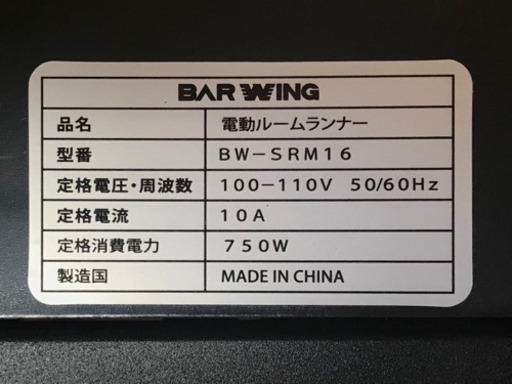 BARWING
品名 電動ルームランナー
型番 BW-SRM16
定格電圧・周波数 100-110V 50/60Hz
定格電流 10A
定格消費電力 750W
製造国 MADE IN CHINA